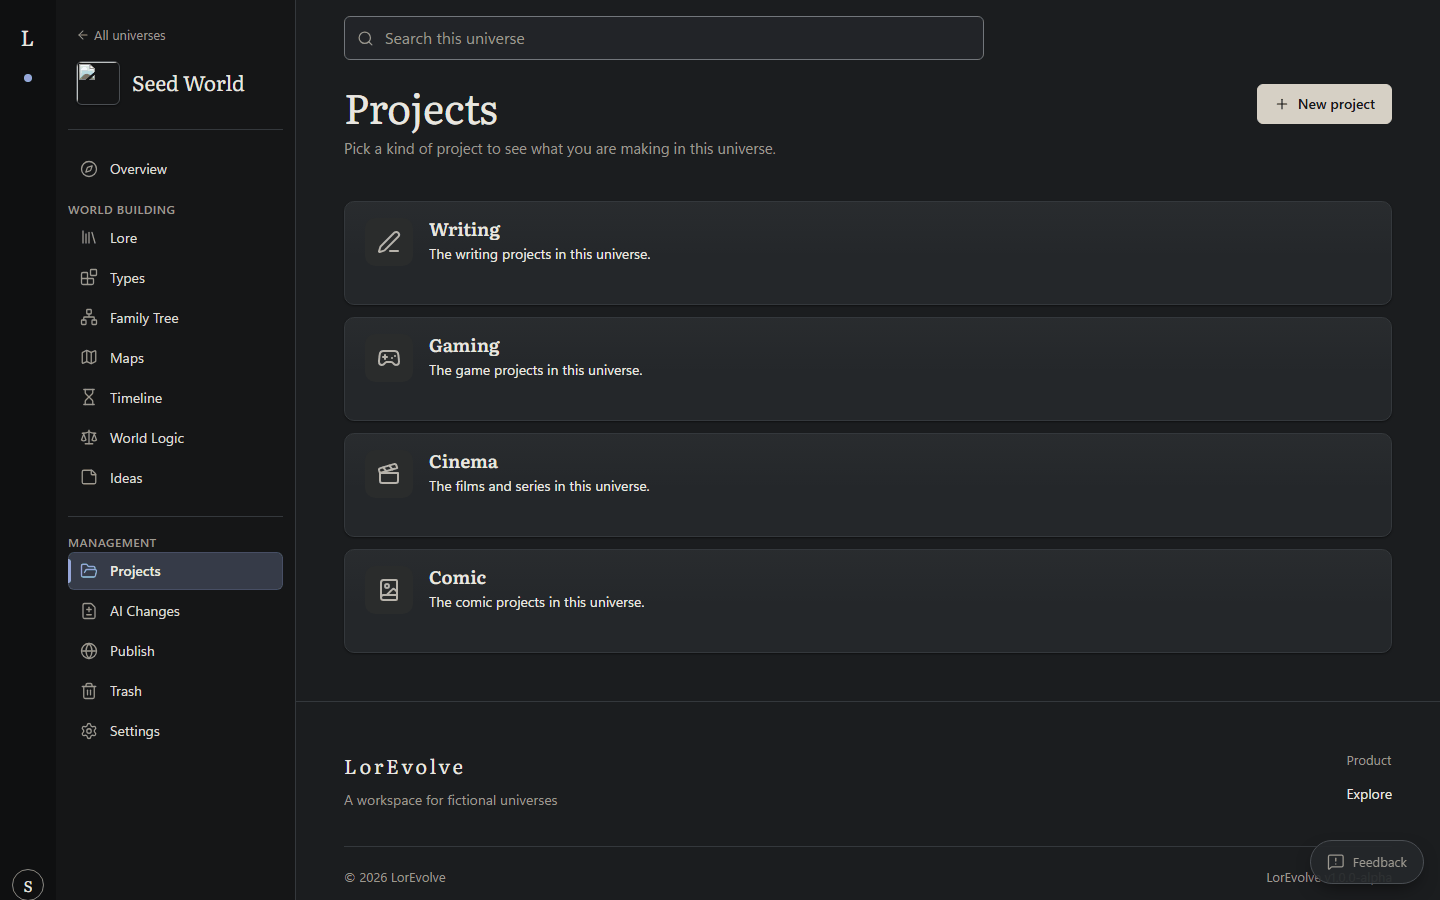 L
All universes
Seed World
Overview
WORLD BUILDING
Lore
Types
Family Tree
Maps
Timeline
World Logic
Ideas
MANAGEMENT
Projects
AI Changes
Publish
Trash
Settings
S
Search this universe
Projects
New project
Pick a kind of project to see what you are making in this universe.
Writing
The writing projects in this universe.
Gaming
The game projects in this universe.
Cinema
The films and series in this universe.
Comic
The comic projects in this universe.
LorEvolve
A workspace for fictional universes
Product
Explore
© 2026 LorEvolve
LorEvolve
Feedback